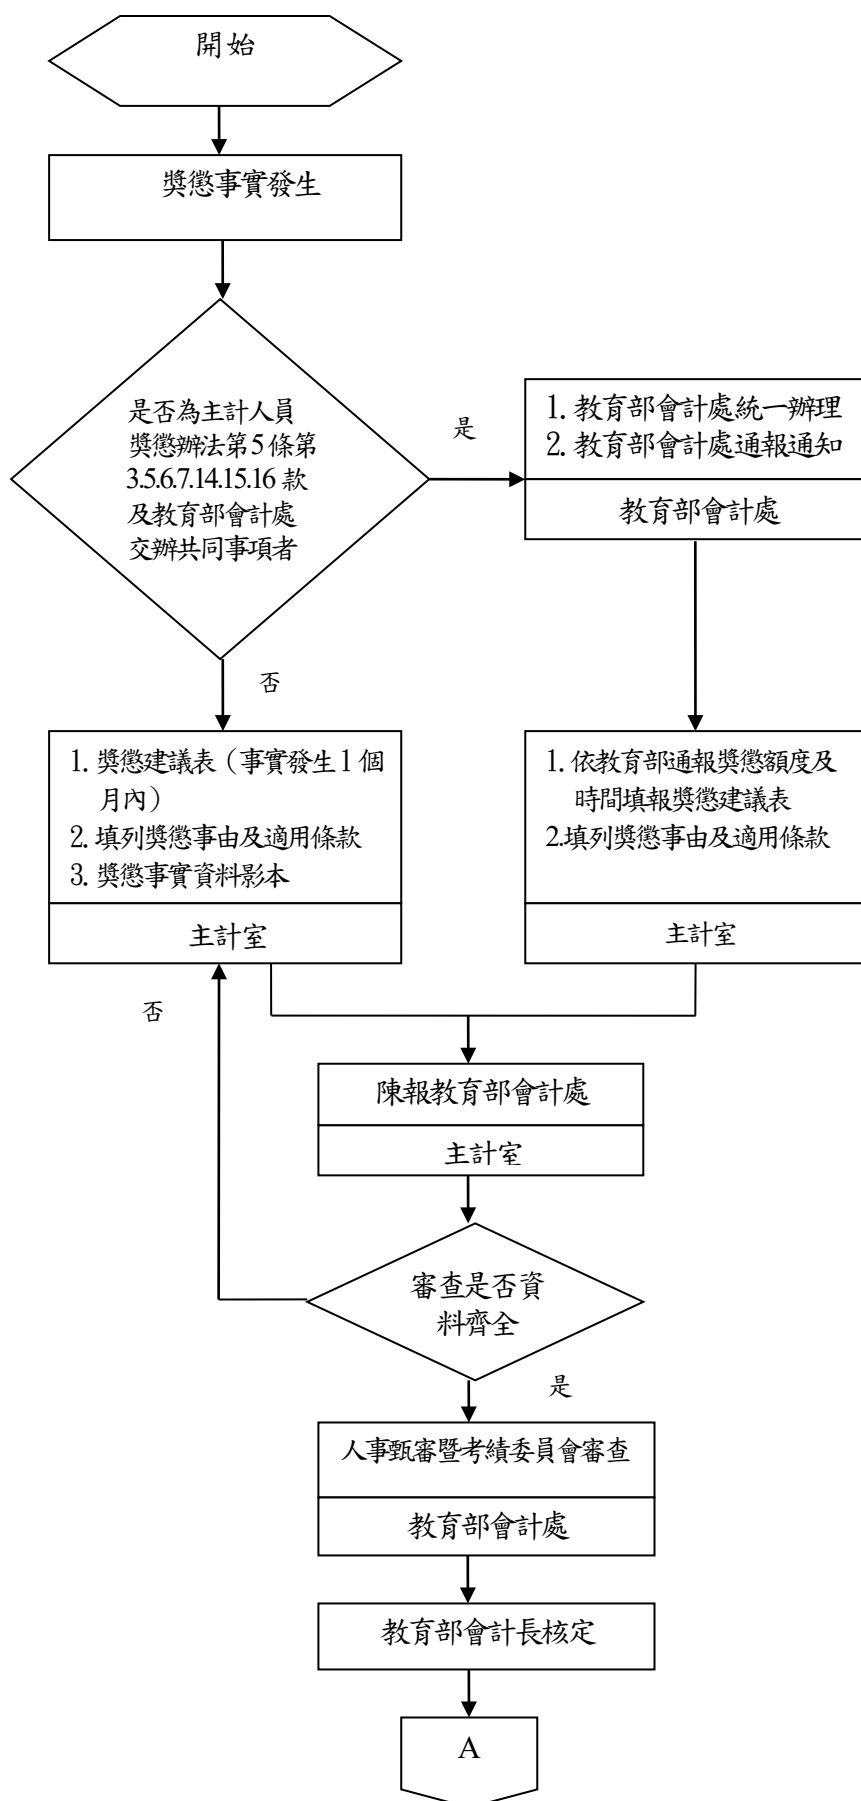 開始
獎懲事實發生
是否為主計人員
獎懲辦法第5條第
3.5.6.7.14.15.16 款
及教育部會計處
交辦共同事項者
是
1. 教育部會計處統一辦理
2. 教育部會計處通報通知
教育部會計處
否
1. 獎懲建議表（事實發生1個
月內）
2. 填列獎懲事由及適用條款
3. 獎懲事實資料影本
主計室
1. 依教育部通報獎懲額度及
時間填報獎懲建議表
2.填列獎懲事由及適用條款
主計室
否
陳報教育部會計處
主計室
審查是否資
料齊全
是
人事甄審暨考績委員會審查
教育部會計處
教育部會計長核定
A